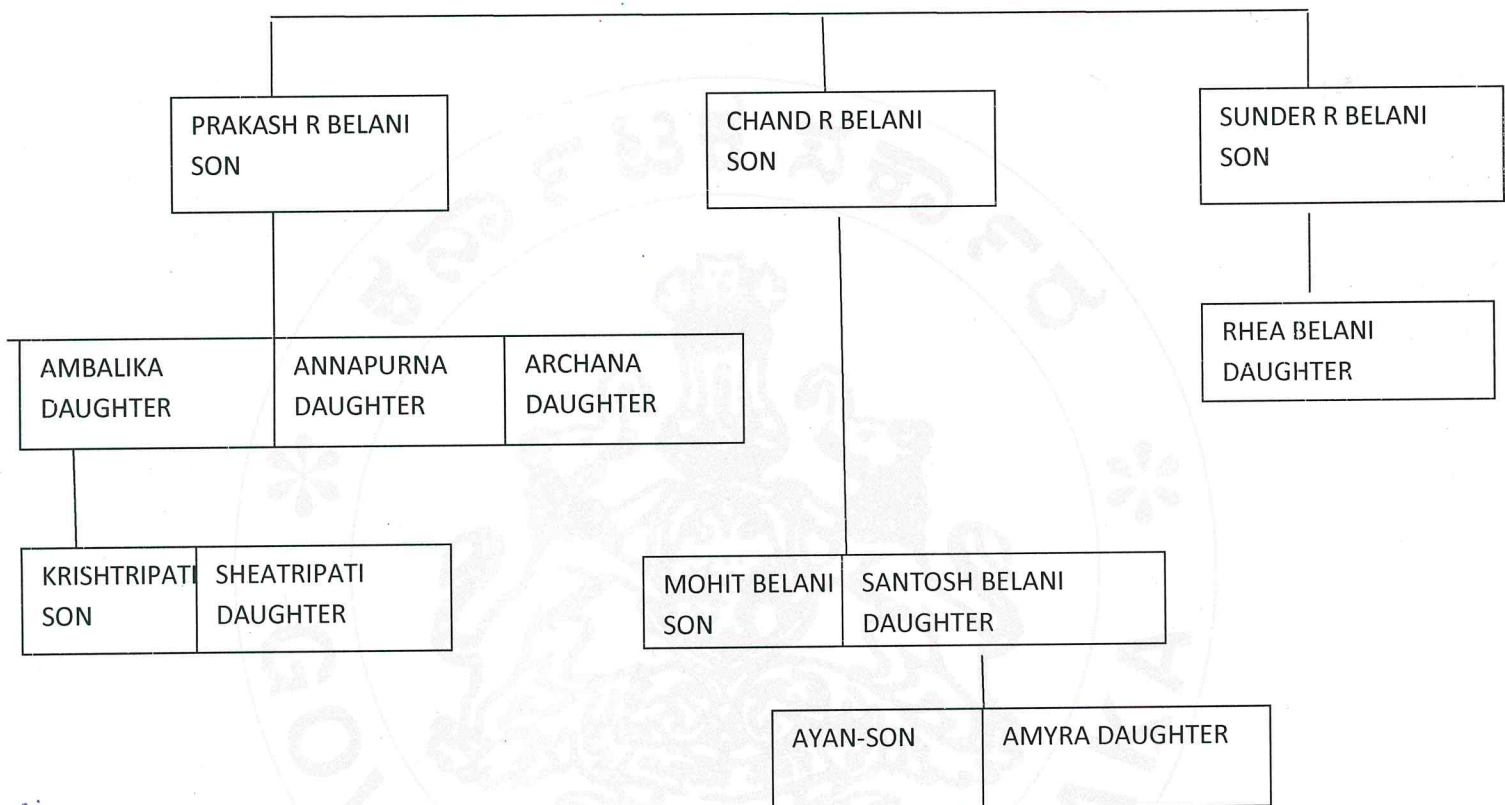 PRAKASH R BELANI
SON
CHAND R BELANI
SON
SUNDER R BELANI
SON
AMBALIKA
DAUGHTER
ANNAPURNA
DAUGHTER
ARCHANA
DAUGHTER
RHEA BELANI
DAUGHTER
KRISHTRIPATI
SON
SHEATRIPATI
DAUGHTER
MOHIT BELANI
SON
SANTOSH BELANI
DAUGHTER
AYAN-SON
AMYRA DAUGHTER